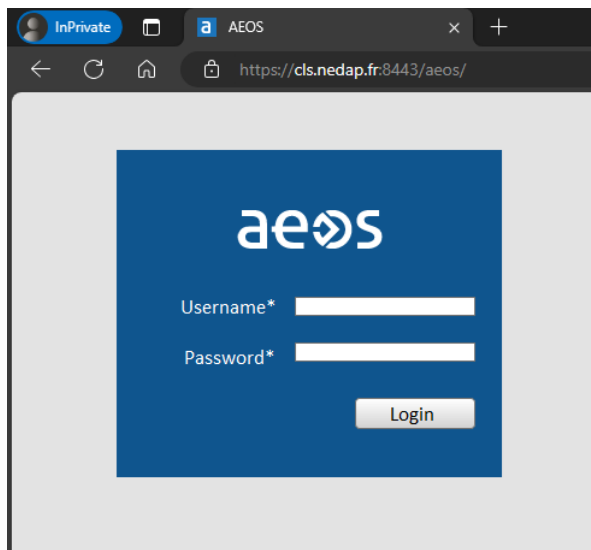 InPrivate
AEOS
https://cls.nedap.fr:8443/aeos/
aeos
Username*
Password*
Login